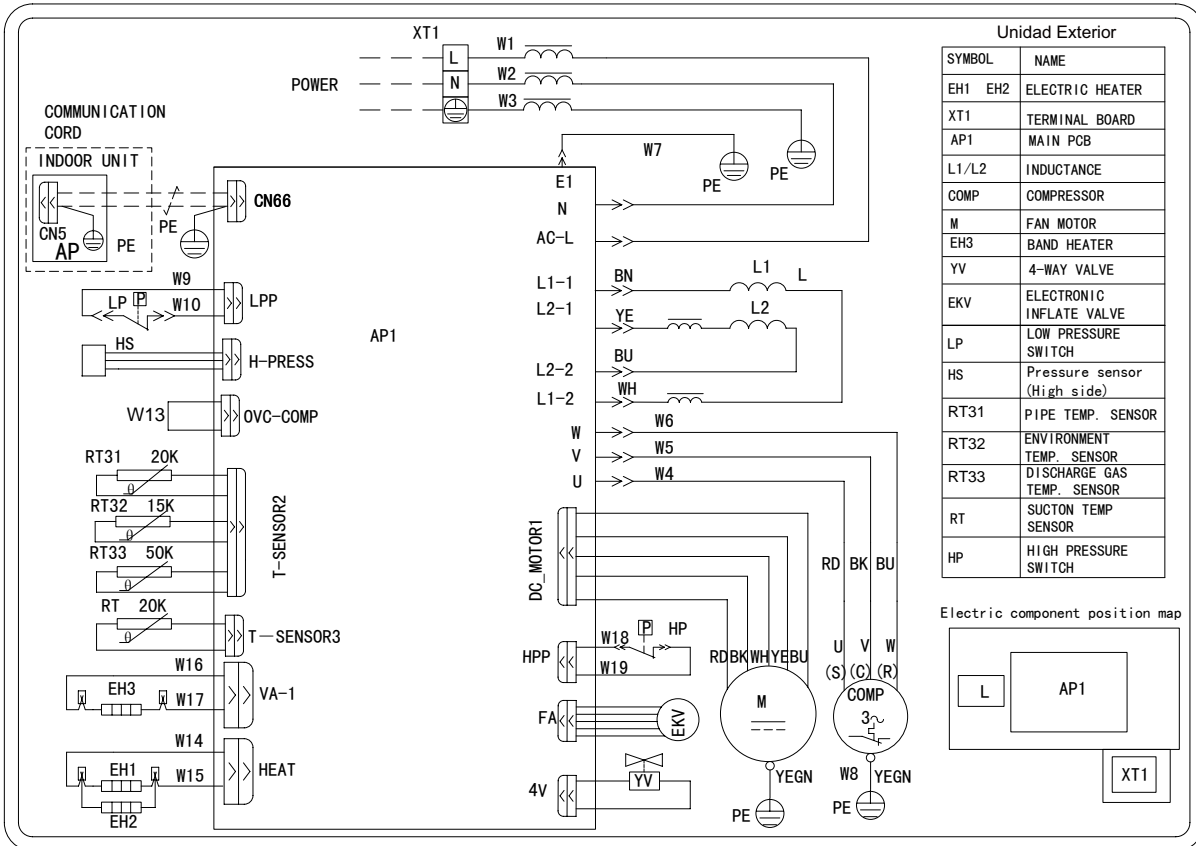 XT1
L
N
POWER
W1
W2
W3
PE
W7
PE
COMMUNICATION
CORD
INDOOR UNIT
CN5
AP
PE
PE
CN66
W9
LP
P
W10
LPP
HS
H-PRESS
W13
OVC-COMP
RT31 20K
θ
RT32 15K
θ
RT33 50K
θ
T-SENSOR2
RT 20K
θ
T-SENSOR3
W16
EH3
W17
VA-1
W14
EH1
W15
EH2
HEAT
AP1
E1
N
AC-L
L1-1
L2-1
L2-2
L1-2
W
V
U
BN
YE
BU
WH
L1
L
L2
W6
W5
W4
DC_MOTOR1
RD BK WH YE BU
M
YEGN
PE
RD BK BU
U V W
(S) (C) (R)
COMP
3~
W8
YEGN
PE
HPP
W18
P
HP
W19
FA
EKV
4V
YV
Unidad Exterior
SYMBOL NAME
EH1 EH2 ELECTRIC HEATER
XT1 TERMINAL BOARD
AP1 MAIN PCB
L1/L2 INDUCTANCE
COMP COMPRESSOR
M FAN MOTOR
EH3 BAND HEATER
YV 4-WAY VALVE
EKV ELECTRONIC
INFLATE VALVE
LP LOW PRESSURE
SWITCH
HS Pressure sensor
(High side)
RT31 PIPE TEMP. SENSOR
RT32 ENVIRONMENT
TEMP. SENSOR
RT33 DISCHARGE GAS
TEMP. SENSOR
RT SUCTON TEMP
SENSOR
HP HIGH PRESSURE
SWITCH
Electric component position map
L
AP1
XT1